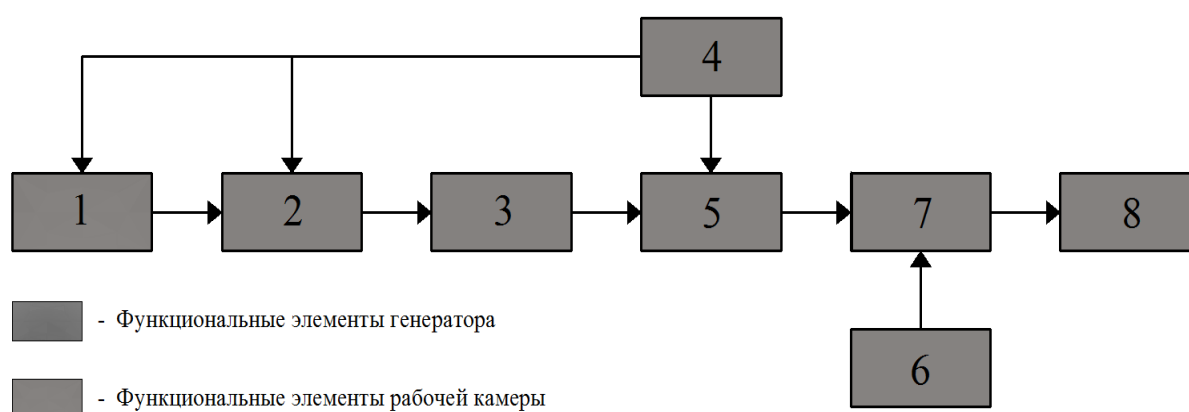 4
1 2 3 5 7 8
- Функциональные элементы генератора
6
- Функциональные элементы рабочей камеры